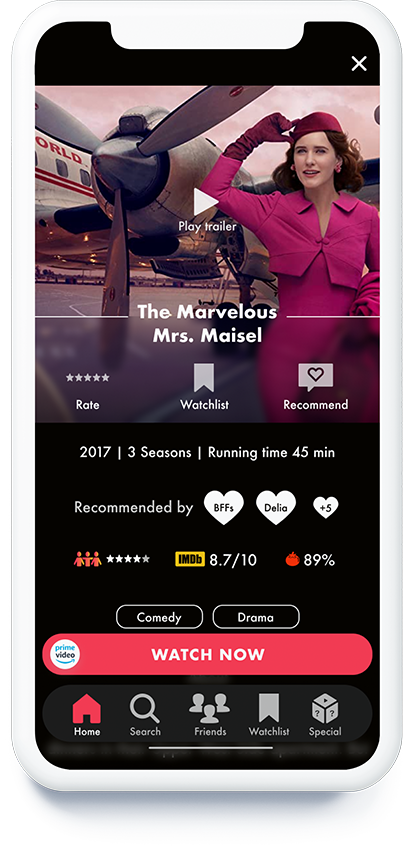 WORLD
Play trailer
The Marvelous
Mrs. Maisel
Rate
Watchlist
Recommend
2017 | 3 Seasons | Running time 45 min
Recommended by BFFs Delia +5
IMDb 8.7/10 89%
Comedy Drama
prime video WATCH NOW
Home Search Friends Watchlist Special